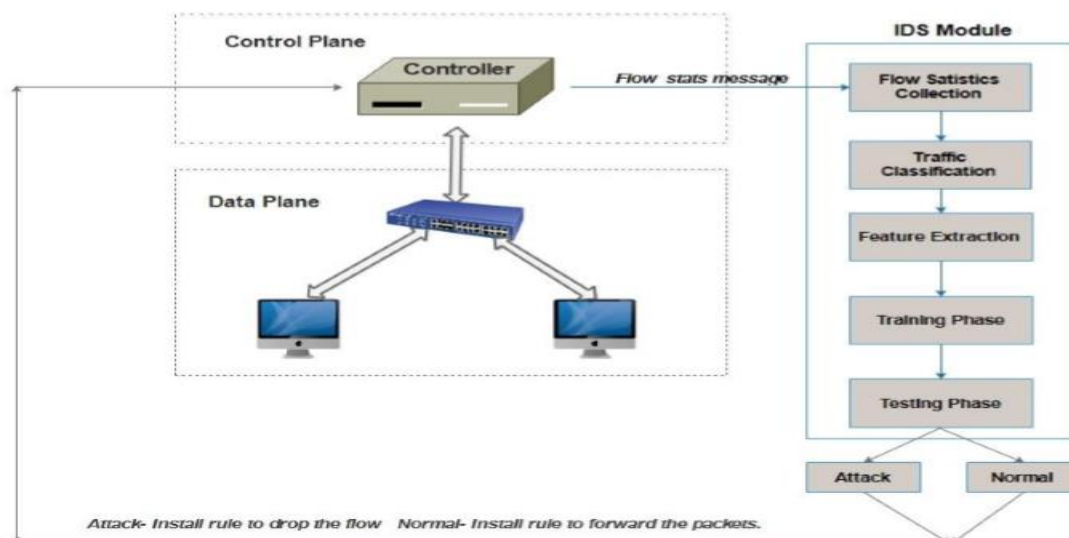 Control Plane
Controller
Flow stats message
Data Plane
IDS Module
Flow Satistics
Collection
Traffic
Classification
Feature Extraction
Training Phase
Testing Phase
Attack
Normal
Attack- Install rule to drop the flow Normal- Install rule to forward the packets.